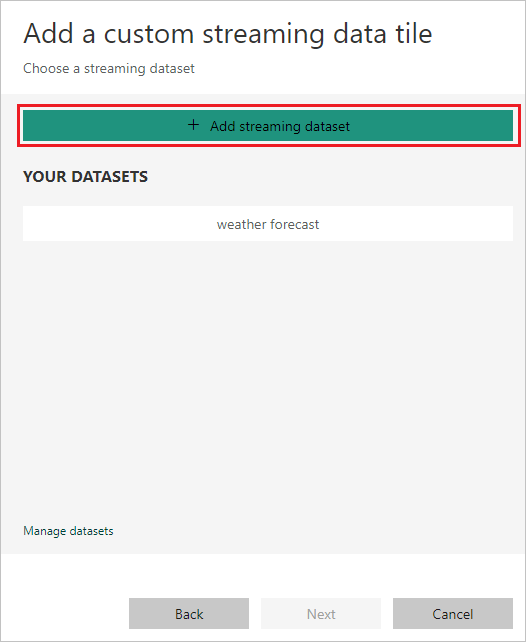 Add a custom streaming data tile
Choose a streaming dataset
+ Add streaming dataset
YOUR DATASETS
weather forecast
Manage datasets
Back Next Cancel